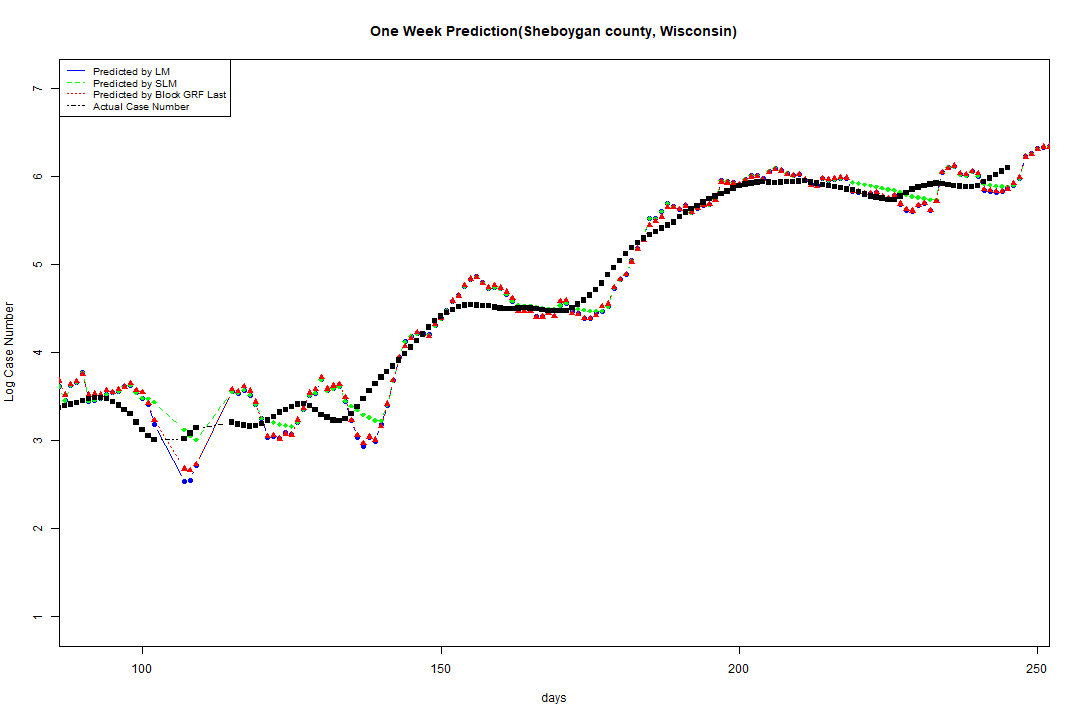 One Week Prediction(Sheboygan county, Wisconsin)
Predicted by LM
Predicted by SLM
Predicted by Block GRF Last
Actual Case Number
7
6
5
4
3
2
1
Log Case Number
100
150
200
250
days